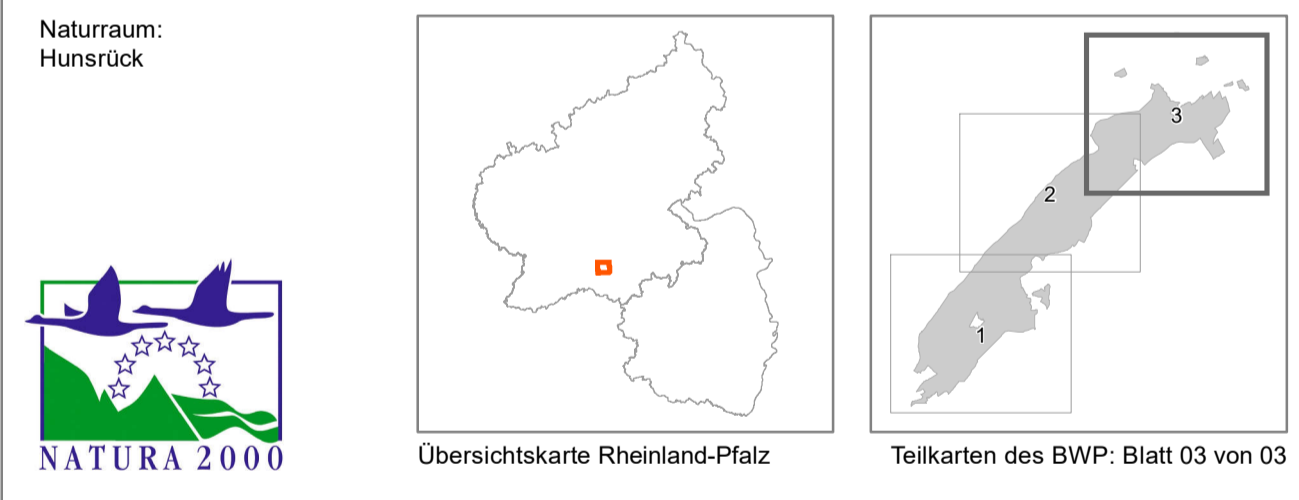 Naturraum:
Hunsrück
NATURA 2000
Übersichtskarte Rheinland-Pfalz
3
2
1
Teilkarten des BWP: Blatt 03 von 03